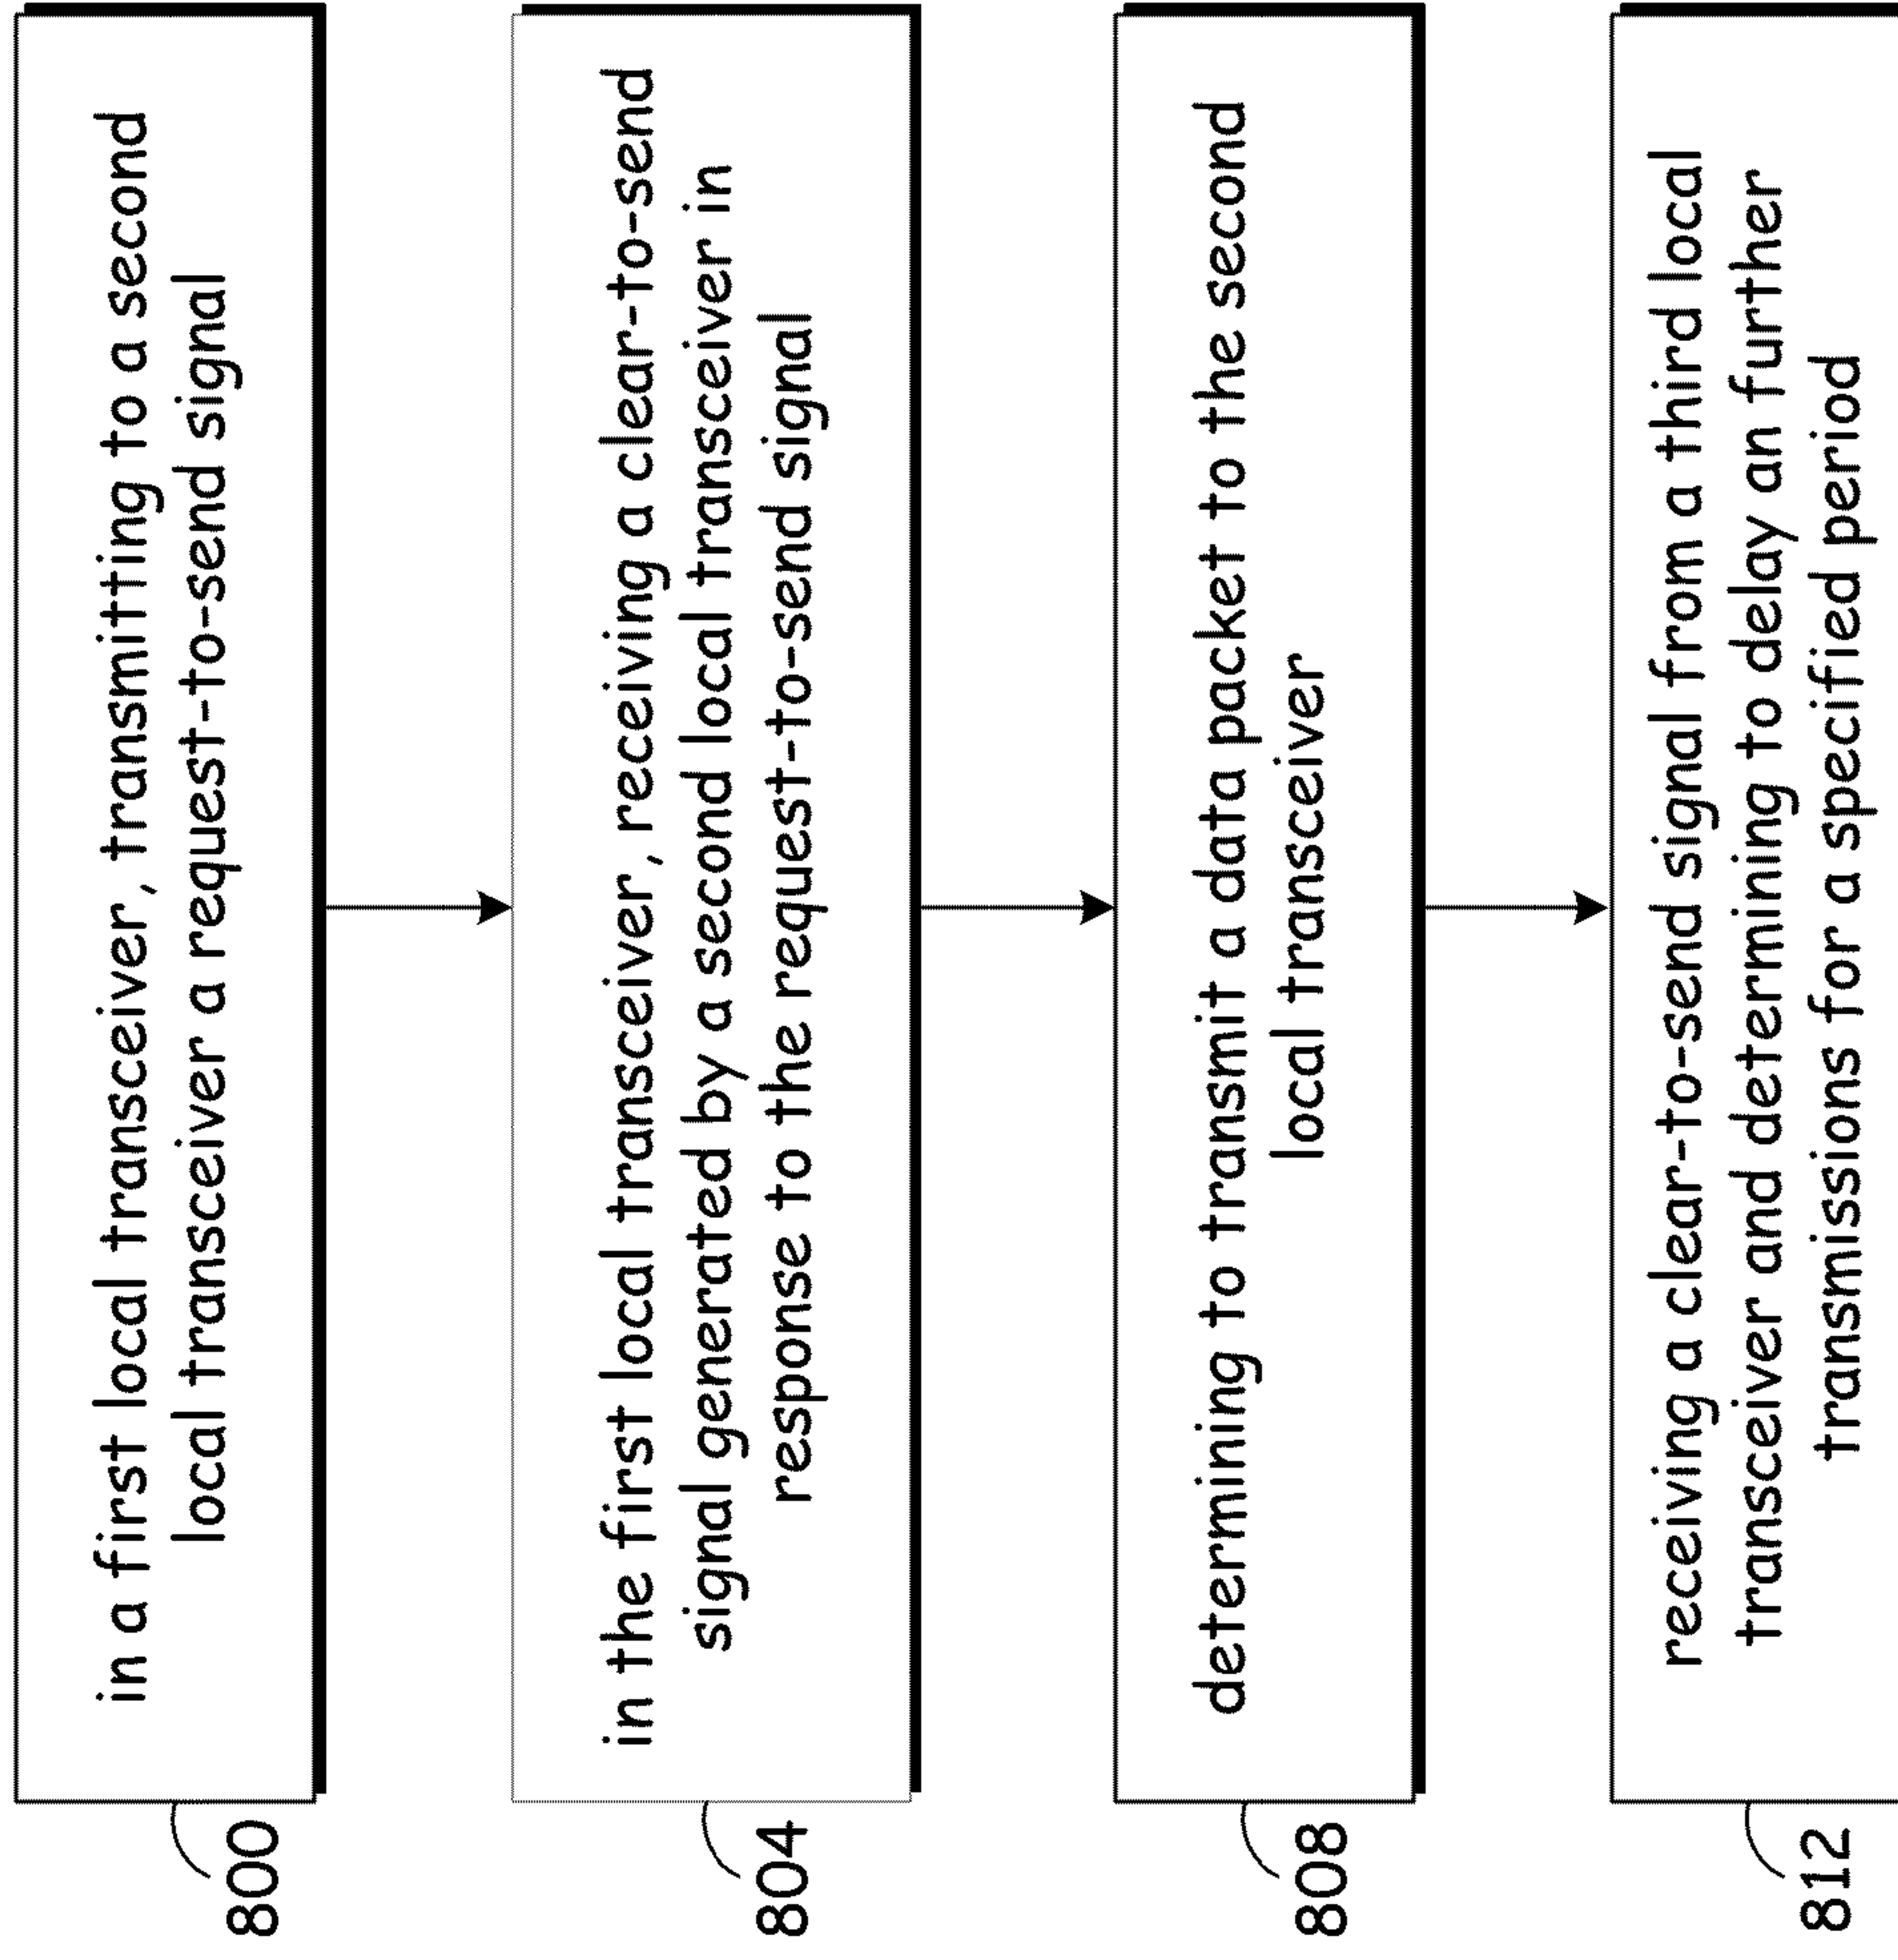 in a first local transceiver, transmitting to a second
local transceiver a request-to-send signal
800
in the first local transceiver, receiving a clear-to-send
signal generated by a second local transceiver in
response to the request-to-send signal
804
determining to transmit a data packet to the second
local transceiver
808
receiving a clear-to-send signal from a third local
transceiver and determining to delay an further
transmissions for a specified period
812